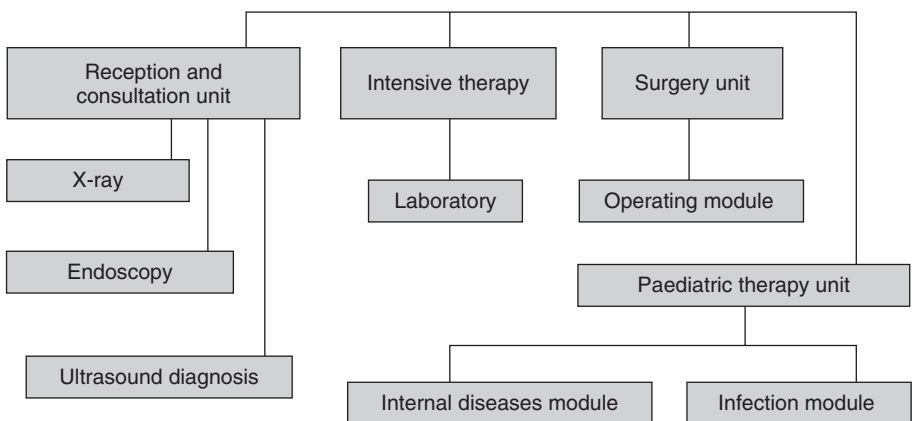 Reception and
consultation unit
Intensive therapy
Surgery unit
X-ray
Laboratory
Operating module
Endoscopy
Paediatric therapy unit
Ultrasound diagnosis
Internal diseases module
Infection module